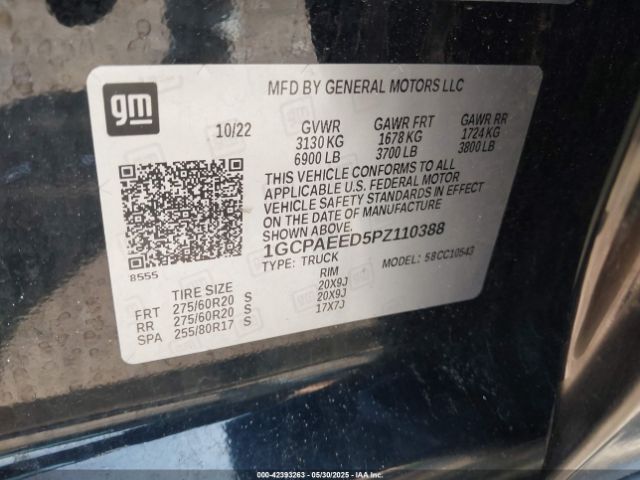 gm
MFD BY GENERAL MOTORS LLC
10/22 GVWR GAWR FRT GAWR RR
3130 KG 1678 KG 1724 KG
6900 LB 3700 LB 3800 LB
THIS VEHICLE CONFORMS TO ALL
APPLICABLE U.S. FEDERAL MOTOR
VEHICLE SAFETY STANDARDS IN EFFECT
ON THE DATE OF MANUFACTURE
SHOWN ABOVE.
1GCPAEED5PZ110388
8555
TYPE: TRUCK MODEL: 58CC10543
TIRE SIZE RIM
FRT 275/60R20 S 20X9J
RR 275/60R20 S 20X9J
SPA 255/80R17 S 17X7J
000-42393263 - 05/30/2025 - IAAI.COM